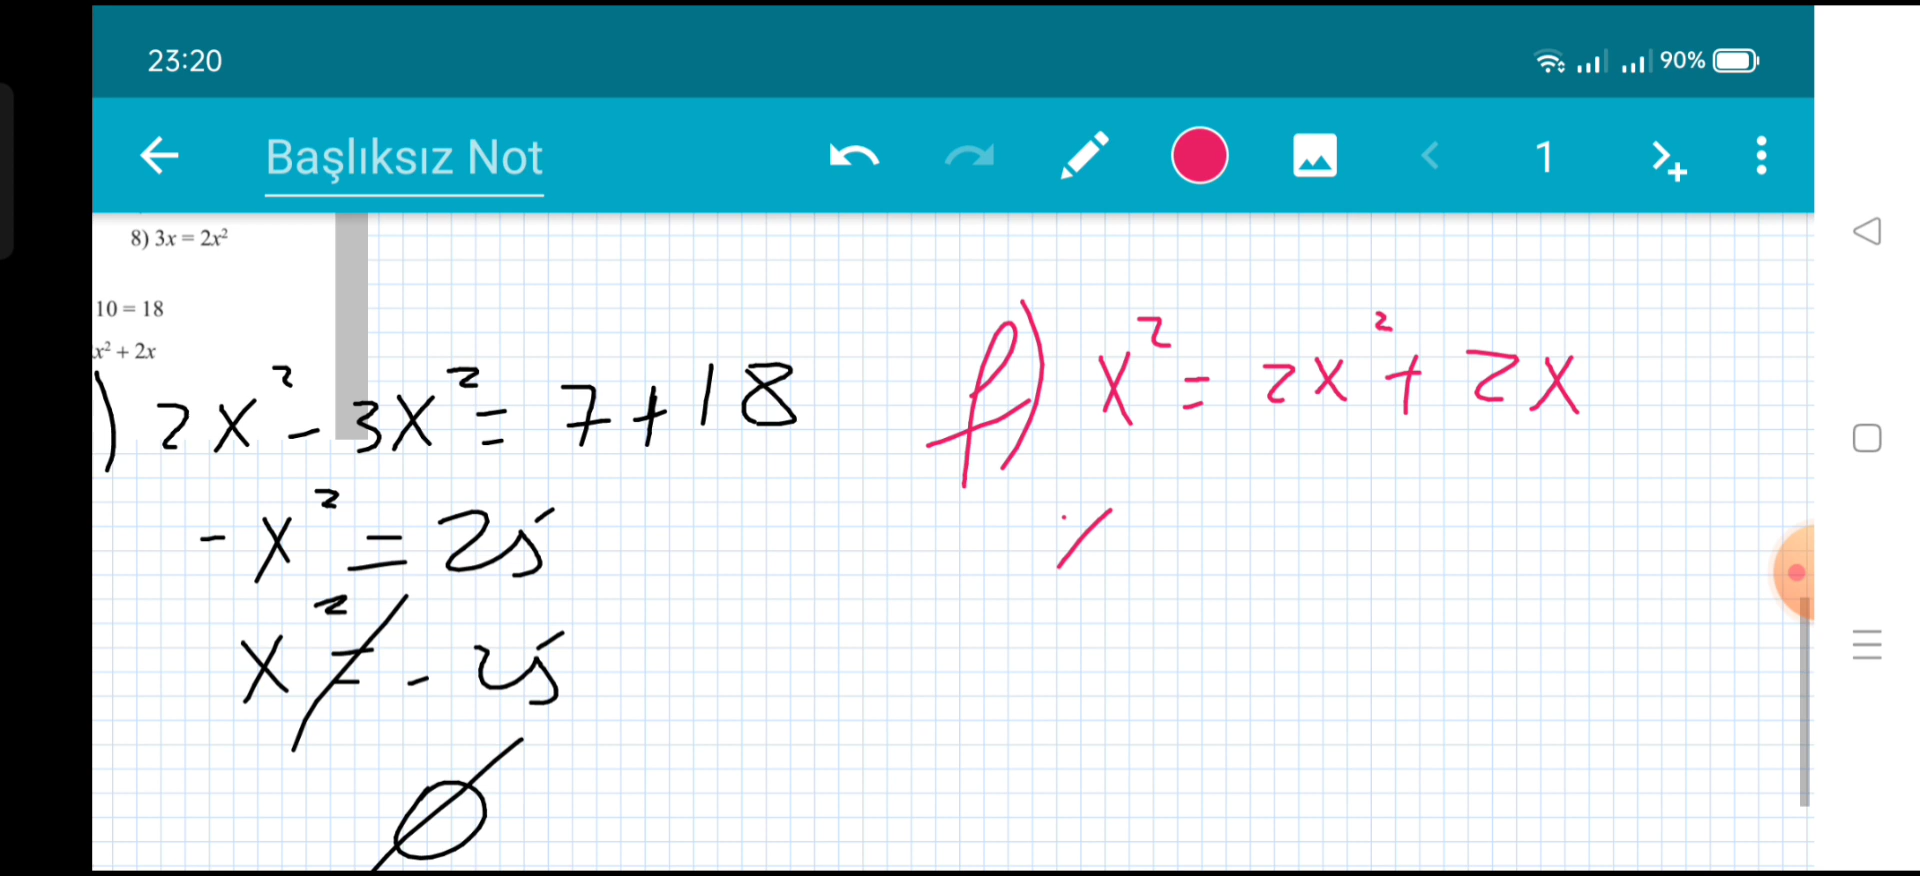 23:20 90%
Başlıksız Not 1
8) 3x = 2x²
10 = 18
x² + 2x
) 2x² - 3x² = 7+18
-x² = 25
x² ≠ - 25
∅
f) x² = 2x² + 2x